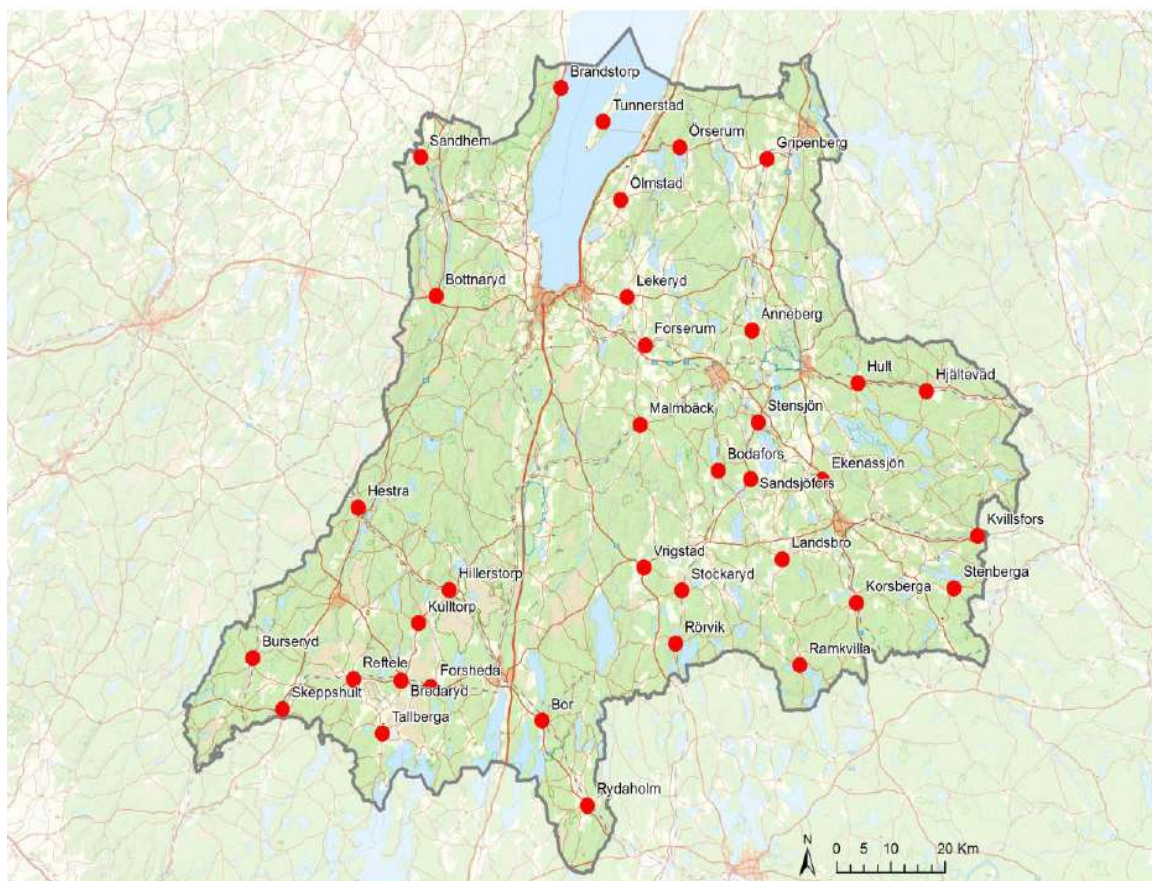 Brandstorp
Tunnerstad
Sandhem
Örserum
Gripenberg
Ölmstad
Bottnaryd
Lekeryd
Anneberg
Forserum
Hult
Hjältevad
Malmbäck
Stensjön
Bodafors
Ekenässjön
Sandsjöfors
Hestra
Kvillsfors
Landsbro
Vrigstad
Stockaryd
Stenberga
Hillerstorp
Korsberga
Kulltorp
Rörvik
Burseryd
Ramkvilla
Reftele
Forsheda
Bredaryd
Skeppshult
Bor
Tallberga
Rydaholm
N
0 5 10 20 Km